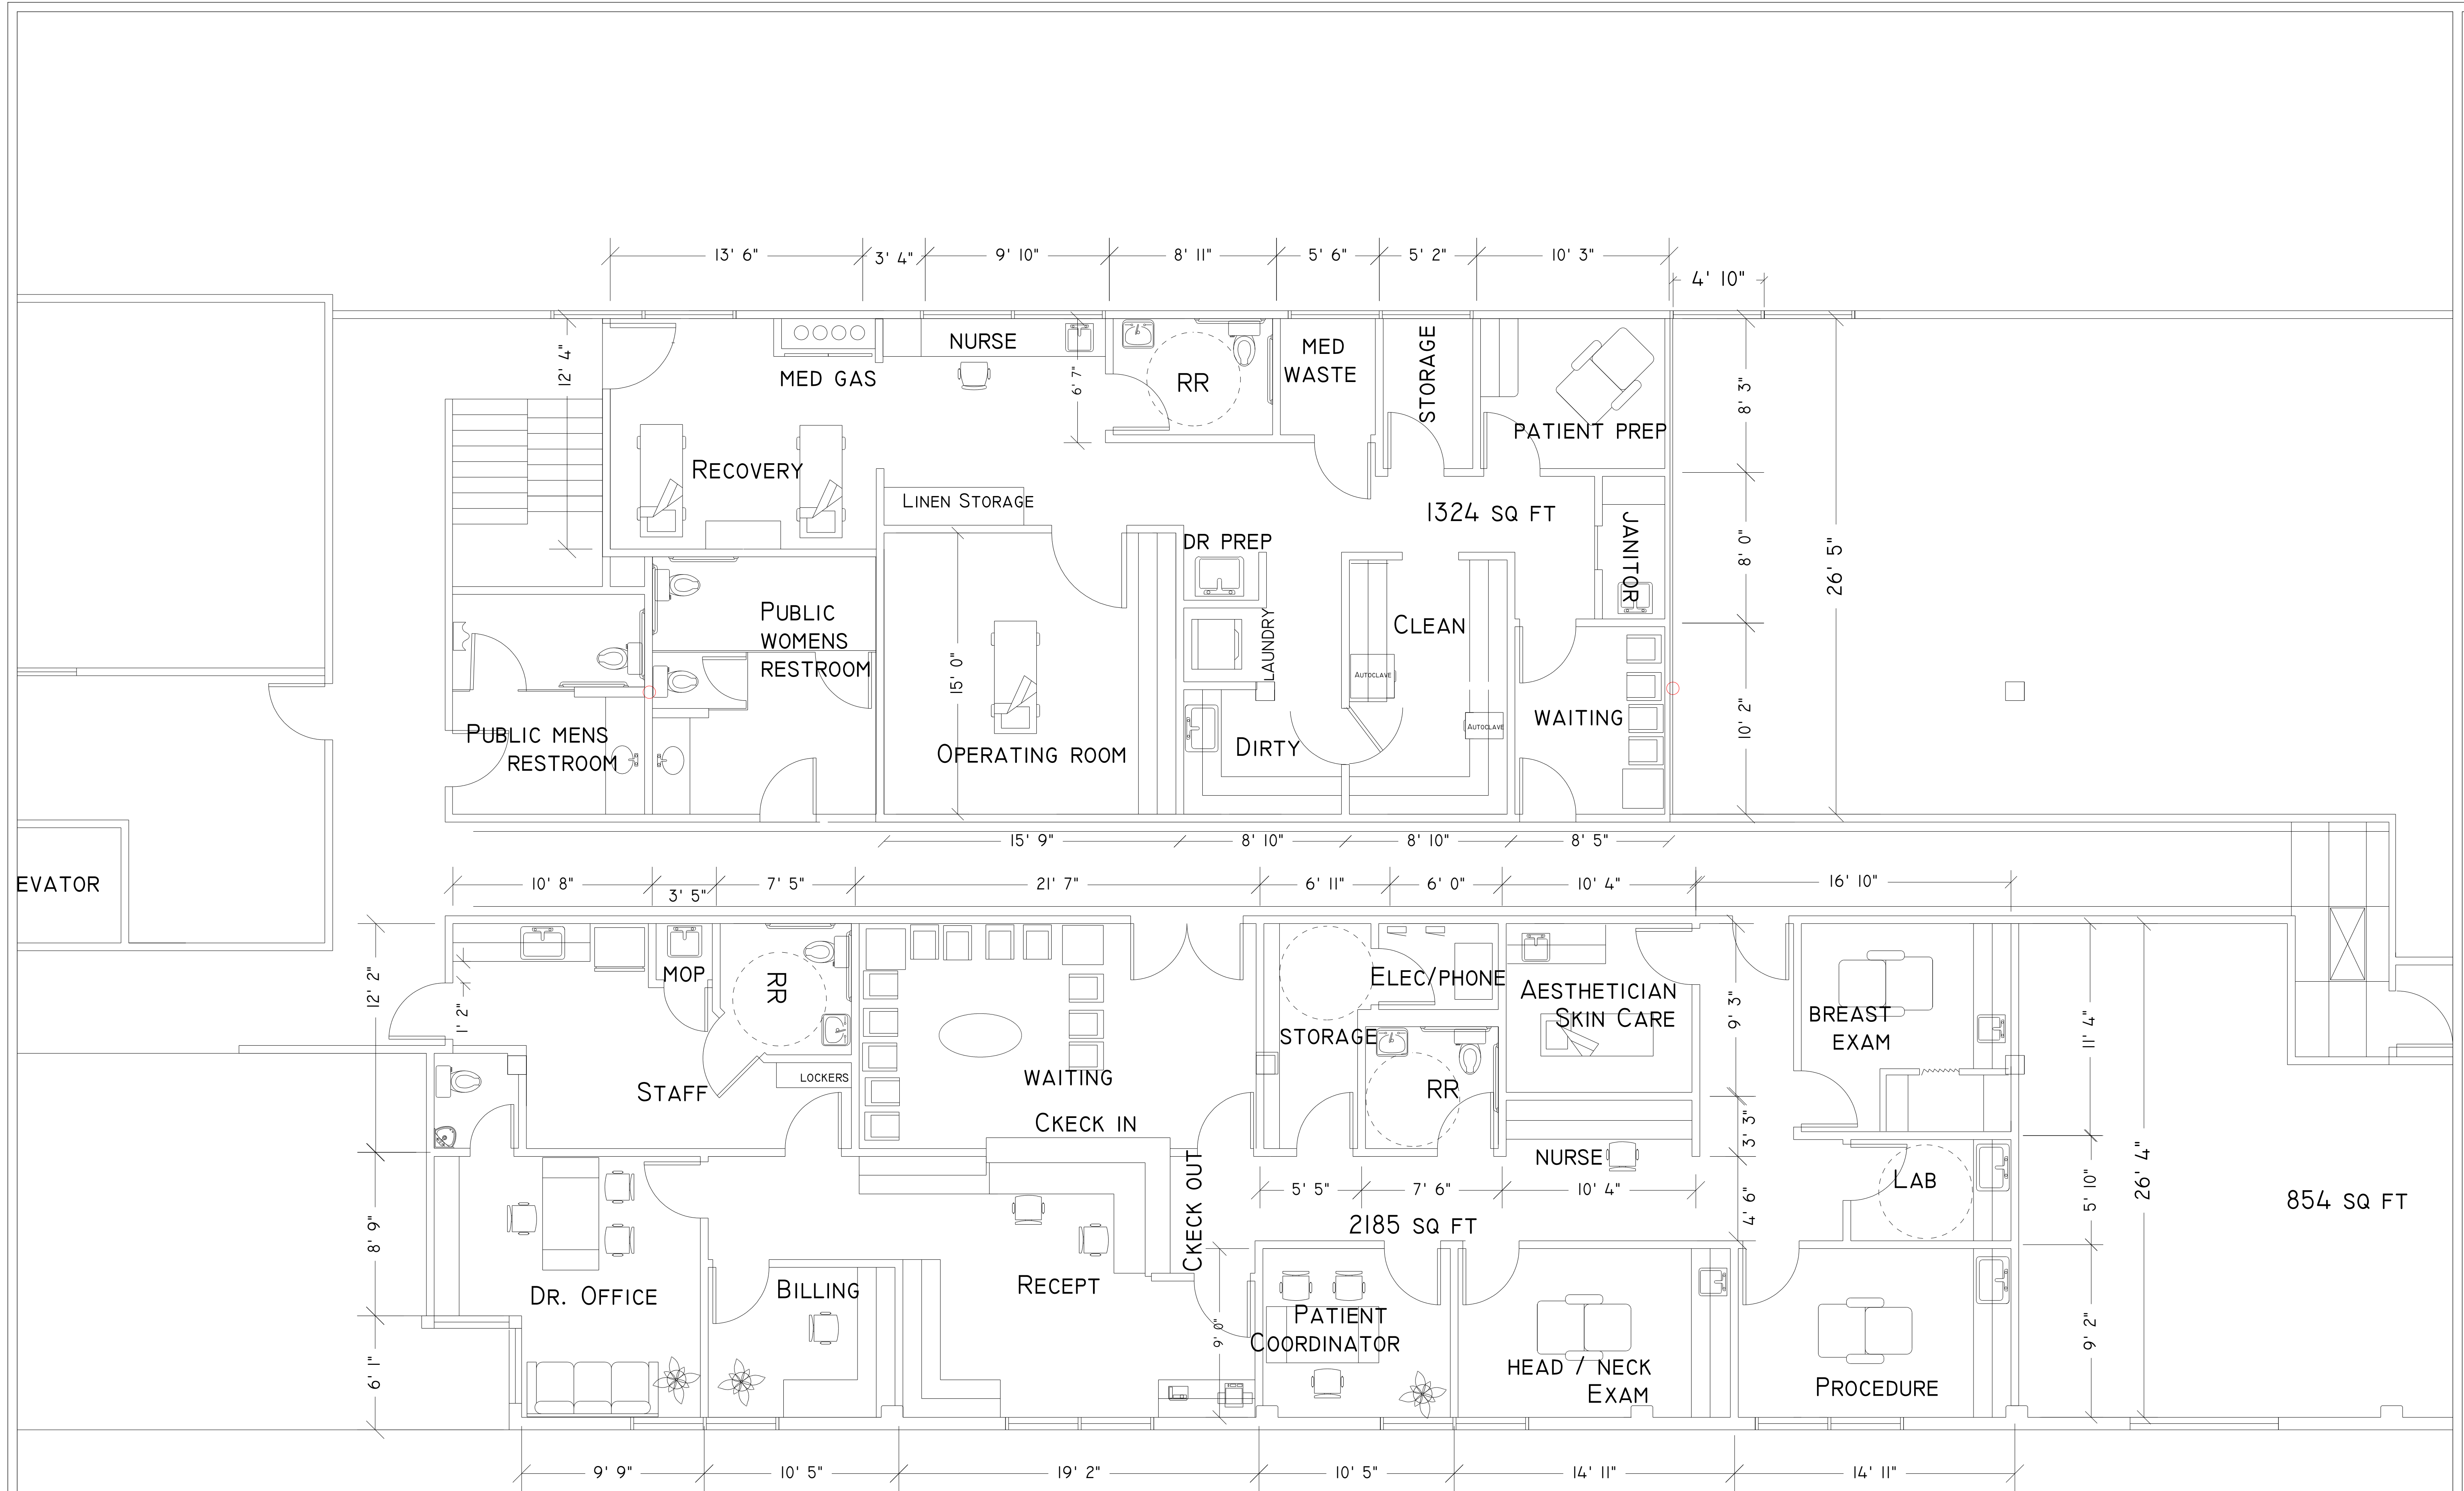 13' 6"
3' 4"
9' 10"
8' 11"
5' 6"
5' 2"
10' 3"
4' 10"
12' 4"
NURSE
MED GAS
6' 7"
RR
MED
WASTE
STORAGE
PATIENT PREP
8' 3"
RECOVERY
LINEN STORAGE
1324 SQ FT
DR PREP
JANITOR
8' 0"
26' 5"
PUBLIC
WOMENS
RESTROOM
15' 0"
LAUNDRY
CLEAN
AUTOCLAVE
AUTOCLAVE
WAITING
10' 2"
PUBLIC MENS
RESTROOM
OPERATING ROOM
DIRTY
15' 9"
8' 10"
8' 10"
8' 5"
EVATOR
10' 8"
3' 5"
7' 5"
21' 7"
6' 11"
6' 0"
10' 4"
16' 10"
12' 2"
1' 2"
MOP
RR
ELEC/PHONE
AESTHETICIAN
SKIN CARE
9' 3"
BREAST
EXAM
11' 4"
STORAGE
LOCKERS
STAFF
WAITING
CKECK IN
RR
3' 3"
NURSE
CKECK OUT
5' 5"
7' 6"
10' 4"
LAB
4' 6"
5' 10"
26' 4"
854 SQ FT
2185 SQ FT
8' 9"
DR. OFFICE
BILLING
RECEPT
9' 0"
PATIENT
COORDINATOR
HEAD / NECK
EXAM
PROCEDURE
9' 2"
6' 1"
9' 9"
10' 5"
19' 2"
10' 5"
14' 11"
14' 11"